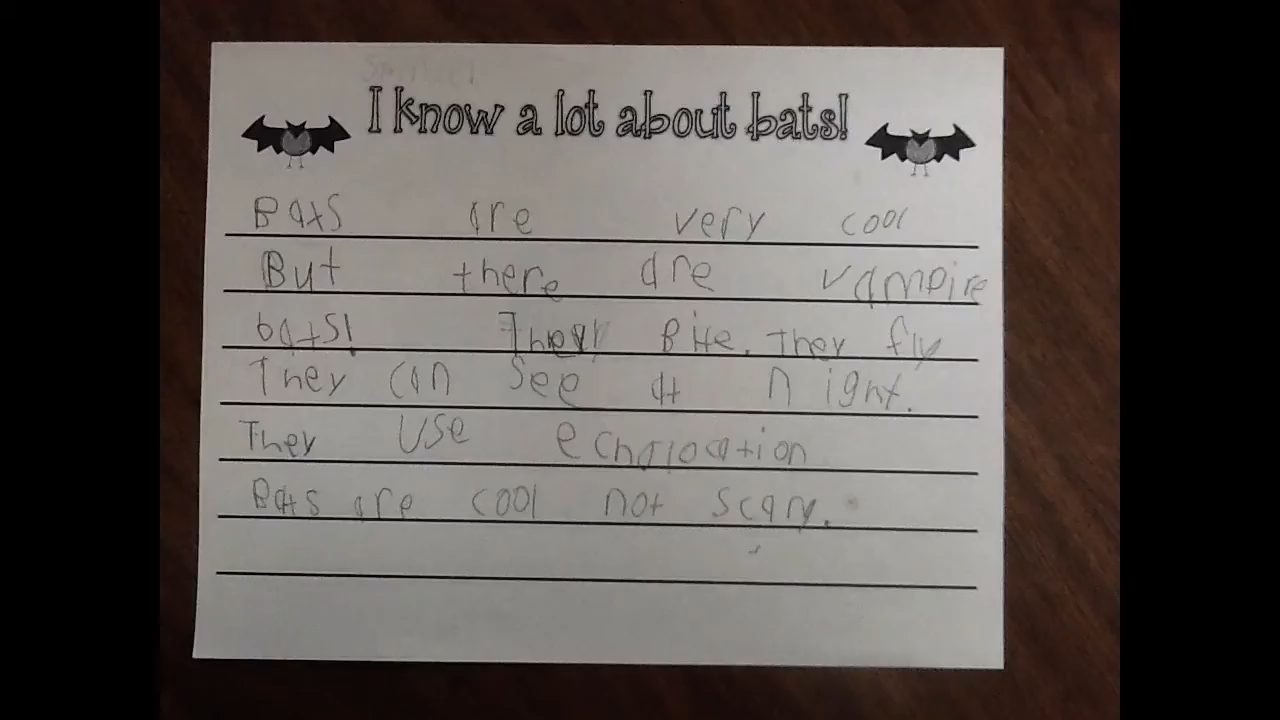 I know a lot about bats!
Bats are very cool
But there are vampire
bats! They Bite. They fly
They can see at night.
They use echolocation
Bats are cool not scary.